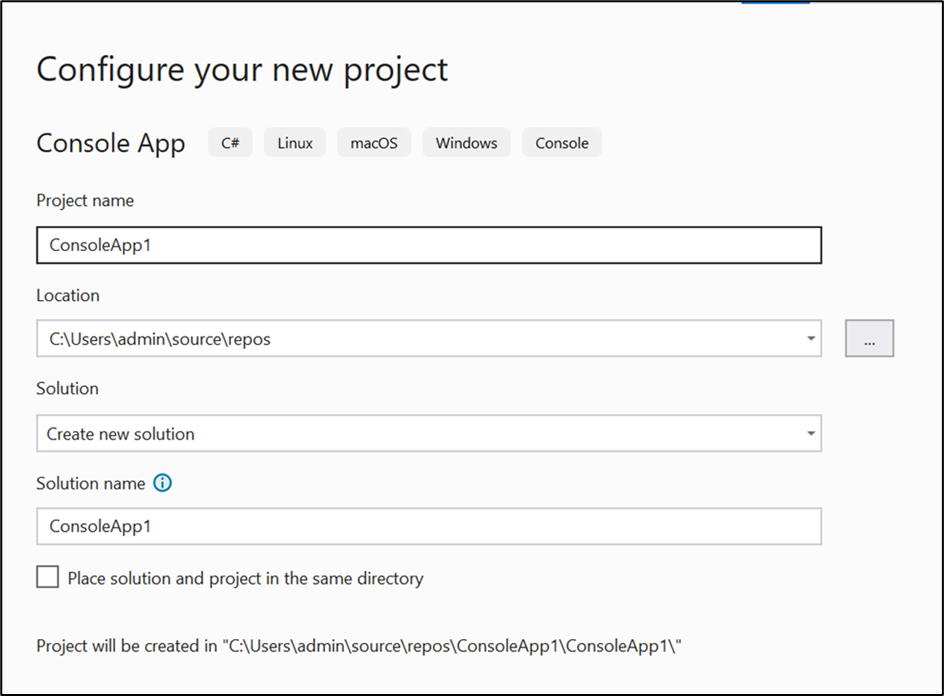 Configure your new project
Console App C# Linux macOS Windows Console
Project name
ConsoleApp1
Location
C:\Users\admin\source\repos
...
Solution
Create new solution
Solution name
ConsoleApp1
Place solution and project in the same directory
Project will be created in "C:\Users\admin\source\repos\ConsoleApp1\ConsoleApp1\"